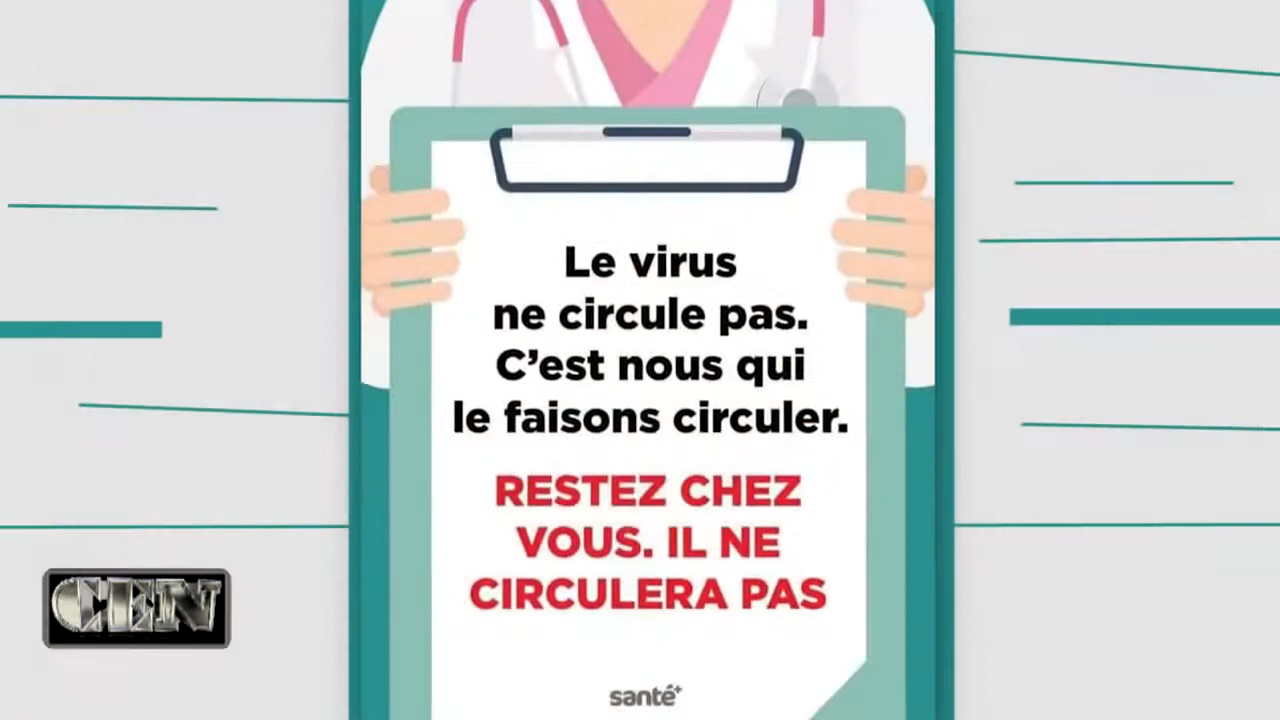 Le virus
ne circule pas.
C’est nous qui
le faisons circuler.
RESTEZ CHEZ
VOUS. IL NE
CIRCULERA PAS
CEN
santé+